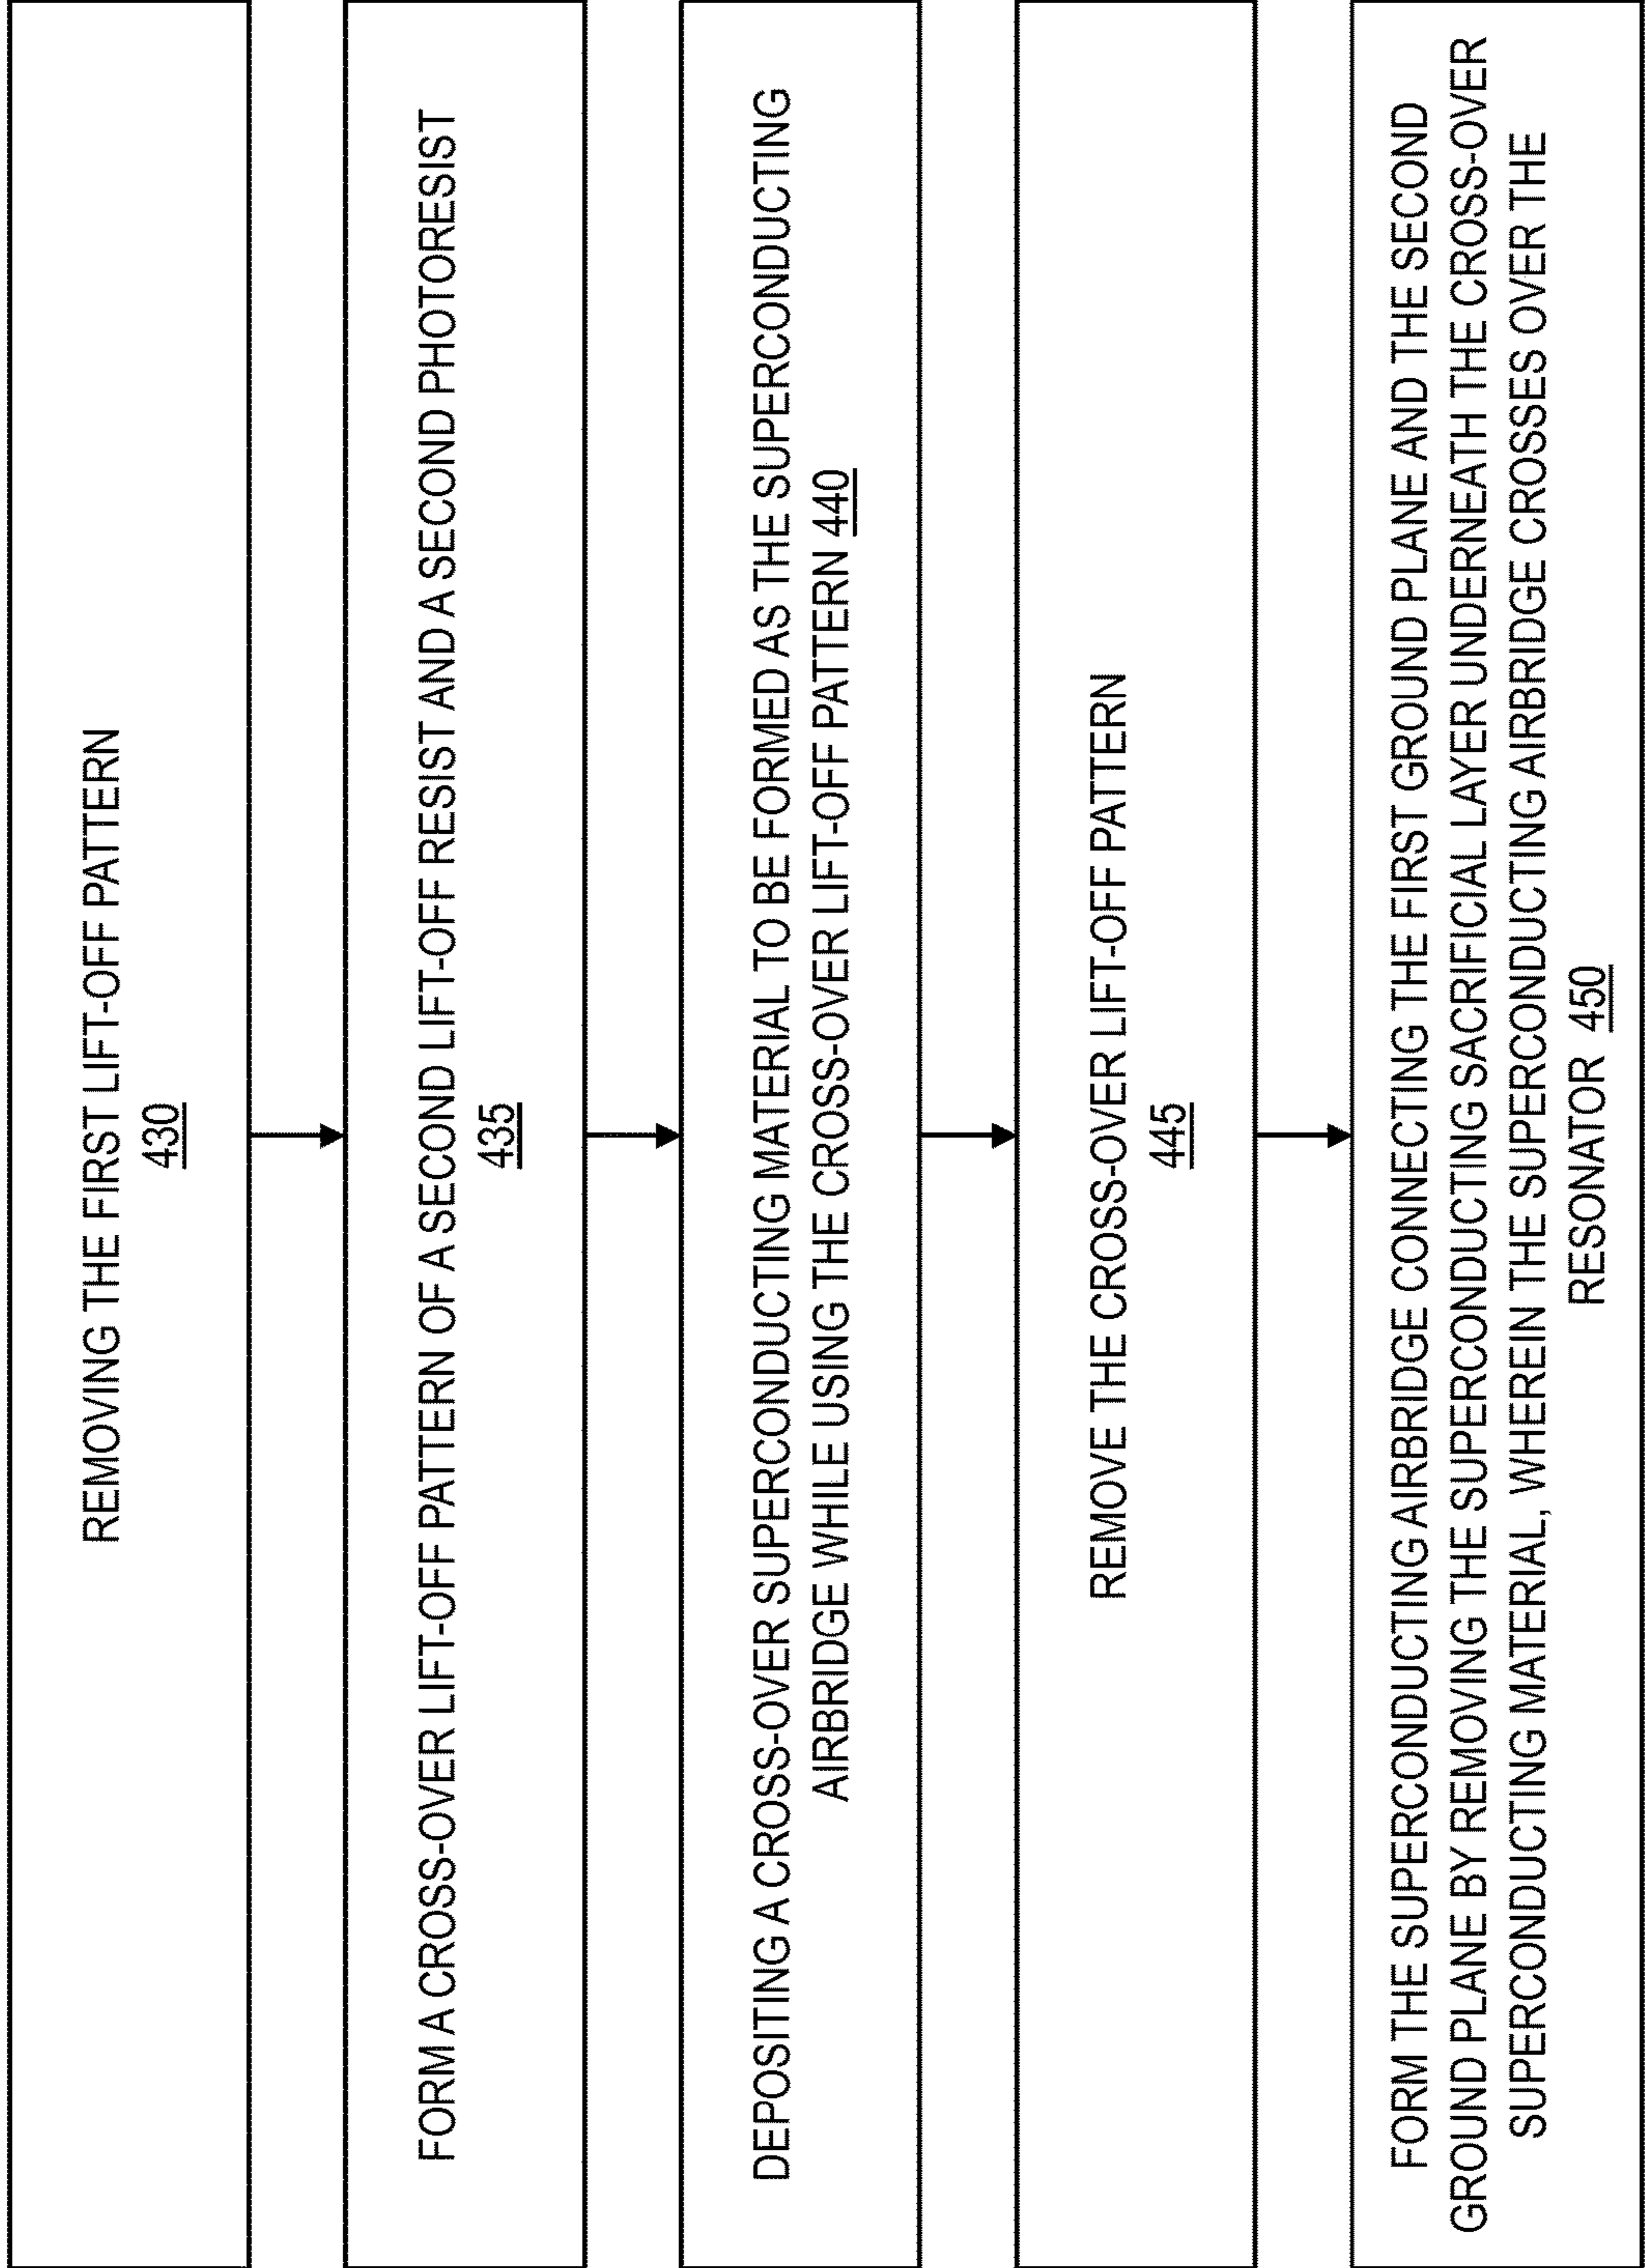 REMOVING THE FIRST LIFT-OFF PATTERN
430
FORM A CROSS-OVER LIFT-OFF PATTERN OF A SECOND LIFT-OFF RESIST AND A SECOND PHOTORESIST
435
DEPOSITING A CROSS-OVER SUPERCONDUCTING MATERIAL TO BE FORMED AS THE SUPERCONDUCTING
AIRBRIDGE WHILE USING THE CROSS-OVER LIFT-OFF PATTERN 440
REMOVE THE CROSS-OVER LIFT-OFF PATTERN
445
FORM THE SUPERCONDUCTING AIRBRIDGE CONNECTING THE FIRST GROUND PLANE AND THE SECOND
GROUND PLANE BY REMOVING THE SUPERCONDUCTING SACRIFICIAL LAYER UNDERNEATH THE CROSS-OVER
SUPERCONDUCTING MATERIAL, WHEREIN THE SUPERCONDUCTING AIRBRIDGE CROSSES OVER THE
RESONATOR 450